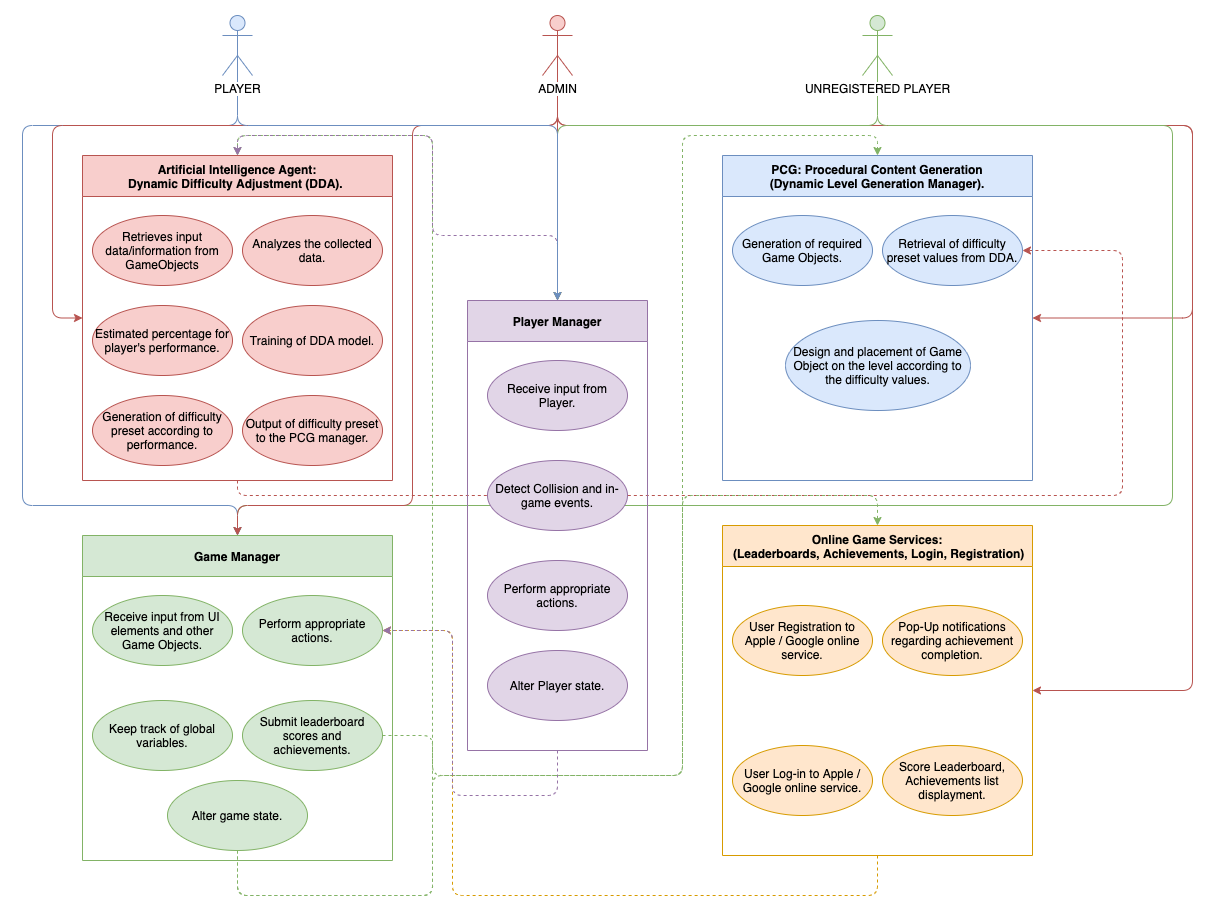 PLAYER
ADMIN
UNREGISTERED PLAYER
Artificial Intelligence Agent:
Dynamic Difficulty Adjustment (DDA).
Retrieves input
data/information from
GameObjects
Analyzes the collected
data.
Estimated percentage for
player's performance.
Training of DDA model.
Generation of difficulty
preset according to
performance.
Output of difficulty preset
to the PCG manager.
Player Manager
Receive input from
Player.
Detect Collision and in-
game events.
Perform appropriate
actions.
Alter Player state.
PCG: Procedural Content Generation
(Dynamic Level Generation Manager).
Generation of required
Game Objects.
Retrieval of difficulty
preset values from DDA.
Design and placement of Game
Object on the level according to
the difficulty values.
Game Manager
Receive input from UI
elements and other
Game Objects.
Perform appropriate
actions.
Keep track of global
variables.
Submit leaderboard
scores and
achievements.
Alter game state.
Online Game Services:
(Leaderboards, Achievements, Login, Registration)
User Registration to
Apple / Google online
service.
Pop-Up notifications
regarding achievement
completion.
User Log-in to Apple /
Google online service.
Score Leaderboard,
Achievements list
displayment.